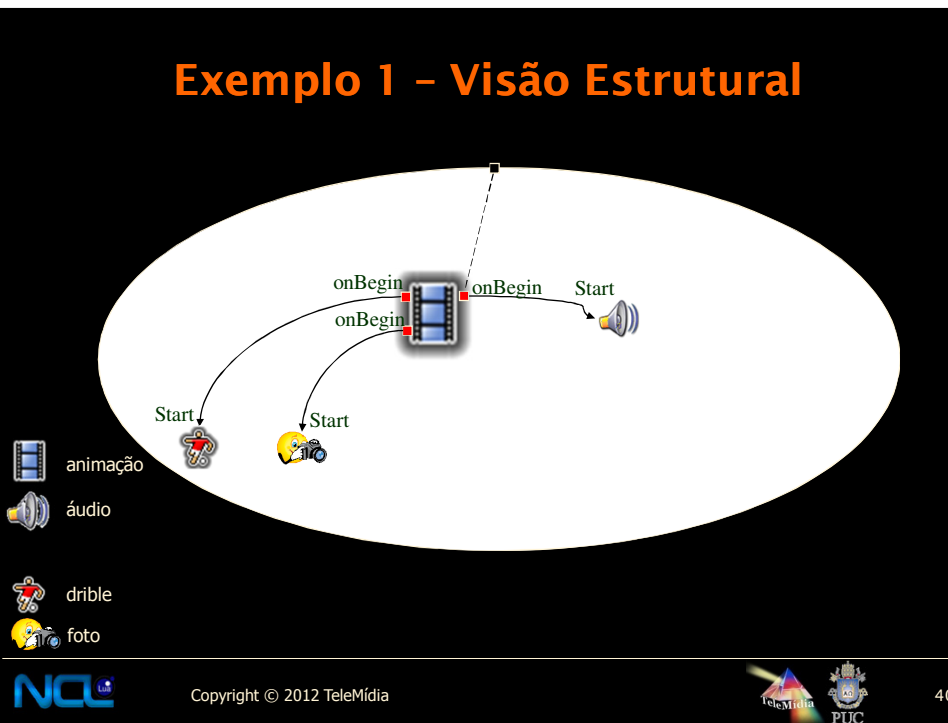 Exemplo 1 – Visão Estrutural
onBegin
onBegin
Start
onBegin
Start
Start
animação
áudio
drible
foto
NCL
Lua
Copyright © 2012 TeleMídia
TeleMídia
PUC
40